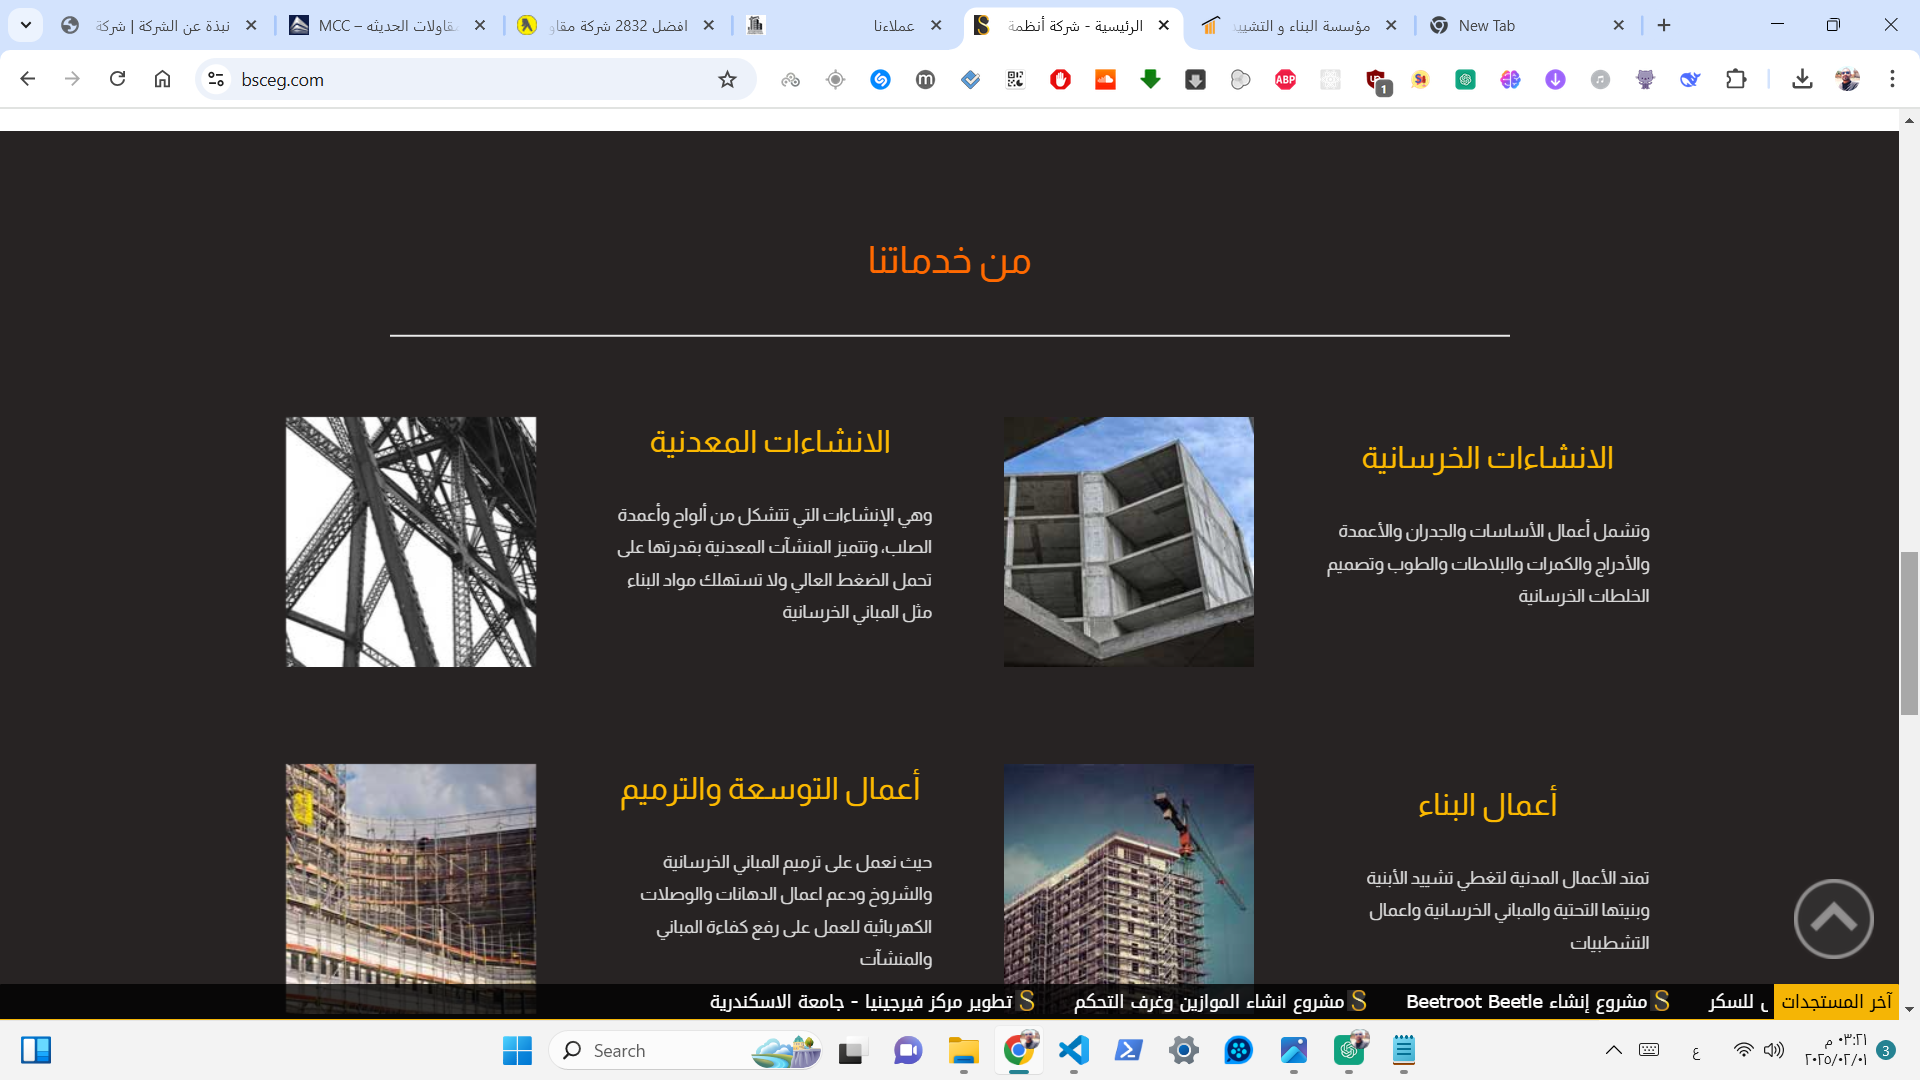 نبذة عن الشركة | شركة
MCC – مقاولات الحديثه
افضل 2832 شركة مقاو
عملاءنا
الرئيسية - شركة أنظمة
مؤسسة البناء و التشييد
New Tab
bsceg.com
ABP
1
من خدماتنا
الانشاءات الخرسانية
وتشمل أعمال الأساسات والجدران والأعمدة
والأدراج والكمرات والبلاطات والطوب وتصميم
الخلطات الخرسانية
الانشاءات المعدنية
وهي الإنشاءات التي تتشكل من ألواح وأعمدة
الصلب، وتتميز المنشآت المعدنية بقدرتها على
تحمل الضغط العالي ولا تستهلك مواد البناء
مثل المباني الخرسانية
أعمال البناء
تمتد الأعمال المدنية لتغطي تشييد الأبنية
وبنيتها التحتية والمباني الخرسانية واعمال
التشطيبات
أعمال التوسعة والترميم
حيث نعمل على ترميم المباني الخرسانية
والشروخ ودعم اعمال الدهانات والوصلات
الكهربائية للعمل على رفع كفاءة المباني
والمنشآت
آخر المستجدات
للسكر
مشروع إنشاء Beetroot Beetle
مشروع انشاء الموازين وغرف التحكم
تطوير مركز فيرجينيا - جامعة الاسكندرية
Search
ع
٠٣:٢١ م
٢٠٢٥/٠٢/٠١
3